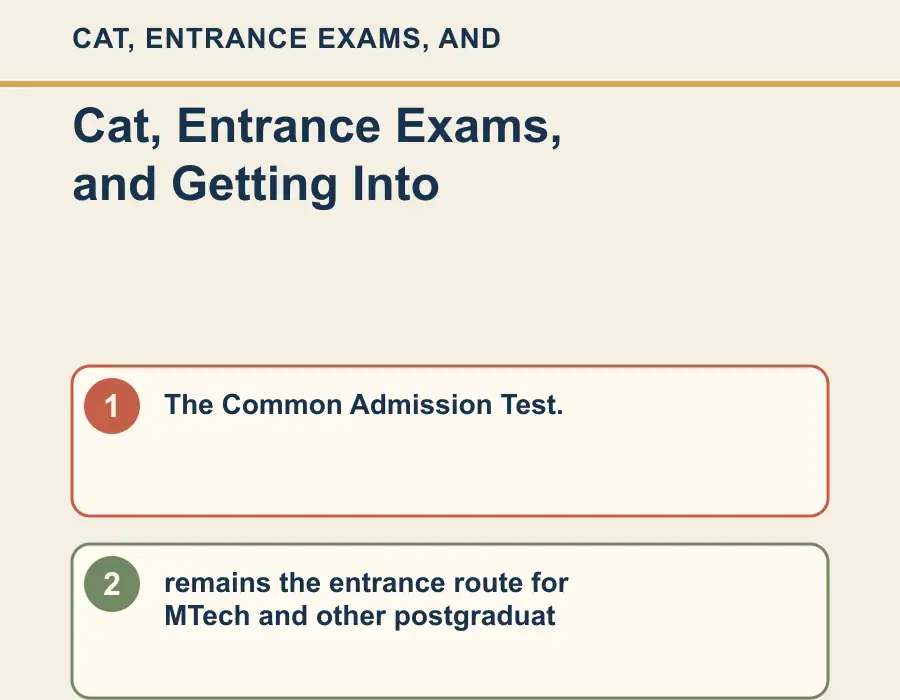 CAT, ENTRANCE EXAMS, AND
Cat, Entrance Exams,
and Getting Into
1
The Common Admission Test.
2
remains the entrance route for
MTech and other postgraduat